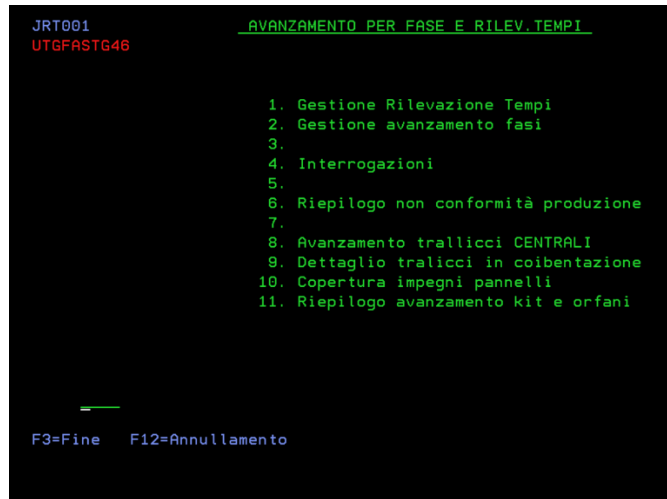 JRT001 AVANZAMENTO PER FASE E RILEV.TEMPI
UTGFASTG46
1. Gestione Rilevazione Tempi
2. Gestione avanzamento fasi
3.
4. Interrogazioni
5.
6. Riepilogo non conformità produzione
7.
8. Avanzamento trallicci CENTRALI
9. Dettaglio tralicci in coibentazione
10. Copertura impegni pannelli
11. Riepilogo avanzamento kit e orfani
F3=Fine F12=Annullamento